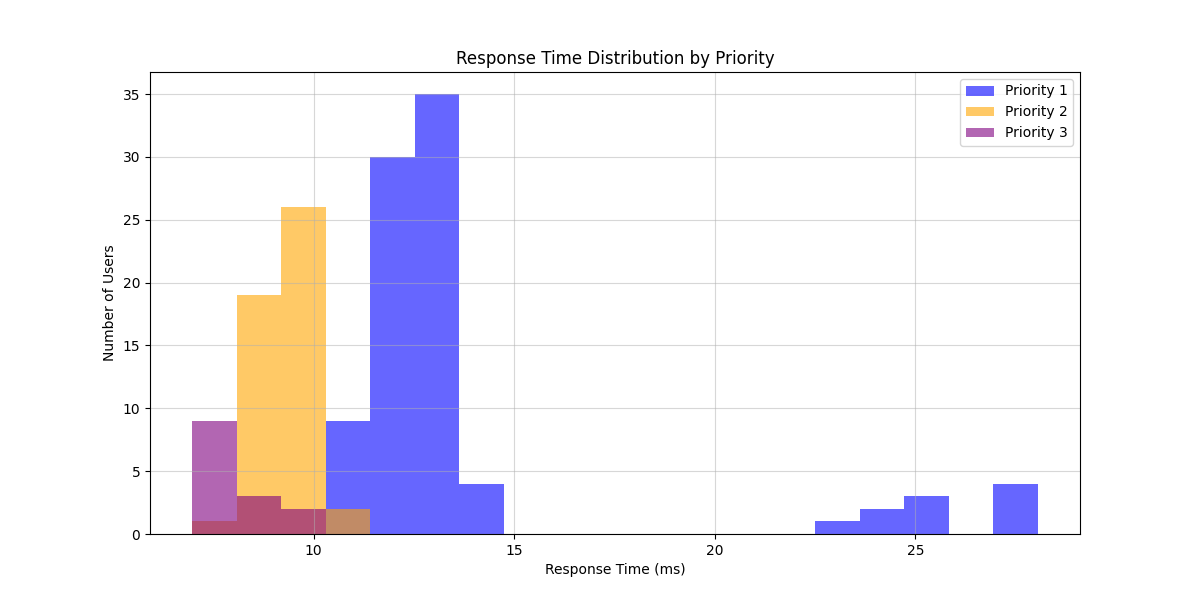 Response Time Distribution by Priority
Priority 1
Priority 2
Priority 3
Number of Users
35
30
25
20
15
10
5
0
10
15
20
25
Response Time (ms)